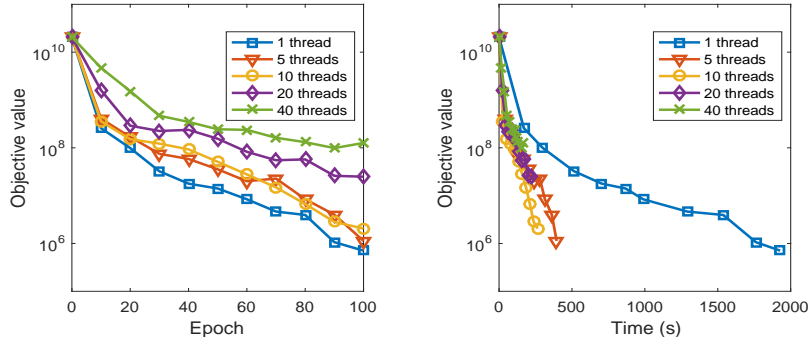 Objective value
10^10
10^8
10^6
0
20
40
60
80
100
Epoch
1 thread
5 threads
10 threads
20 threads
40 threads
Objective value
10^10
10^8
10^6
0
500
1000
1500
2000
Time (s)
1 thread
5 threads
10 threads
20 threads
40 threads